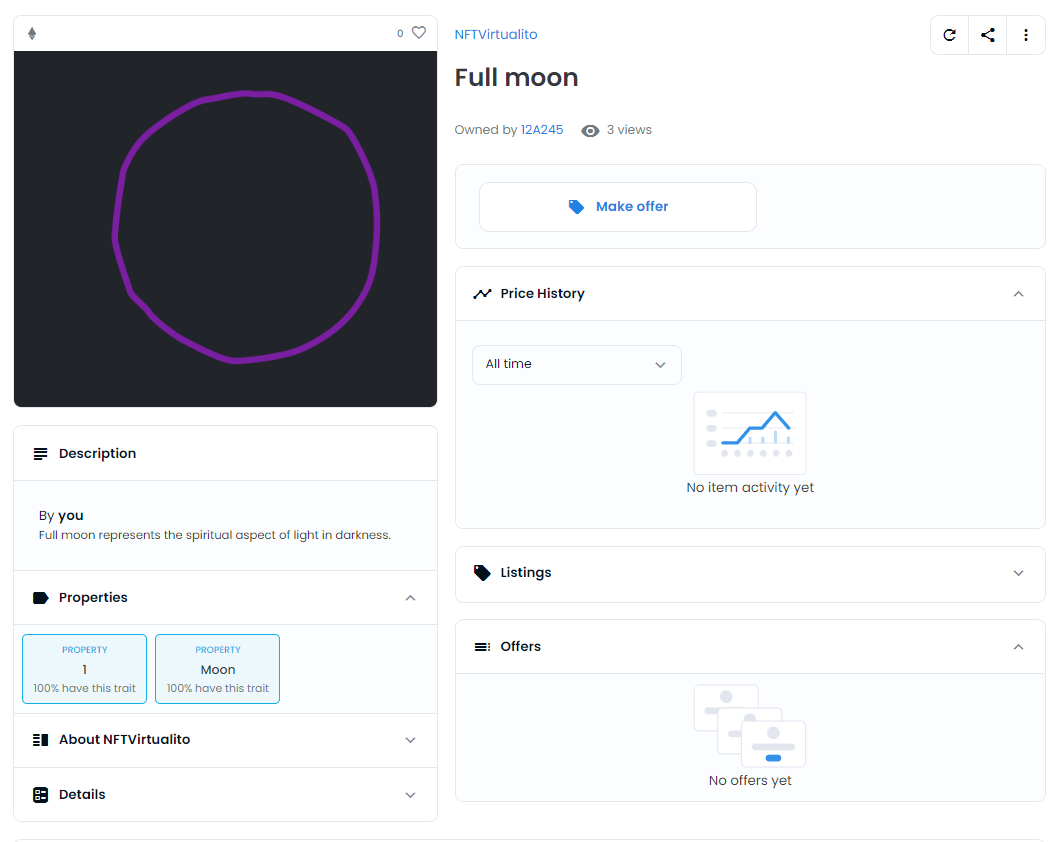 0
NFTVirtualito
Full moon
Owned by 12A245 3 views
Make offer
Price History
All time
No item activity yet
Listings
Offers
No offers yet
Description
By you
Full moon represents the spiritual aspect of light in darkness.
Properties
PROPERTY
1
100% have this trait
PROPERTY
Moon
100% have this trait
About NFTVirtualito
Details